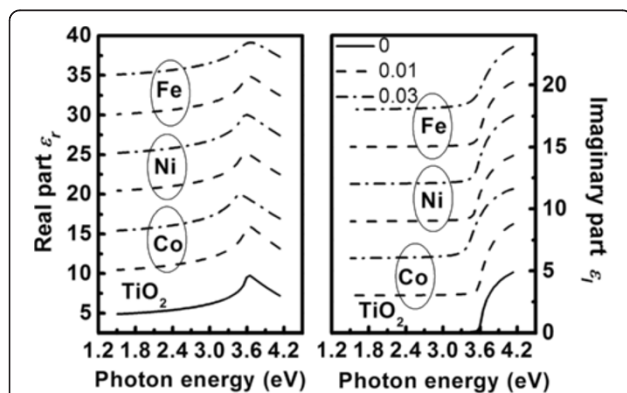 40
35
30
25
20
15
10
5
Real part εr
Fe
Ni
Co
TiO2
1.2 1.8 2.4 3.0 3.6 4.2
Photon energy (eV)
0
0.01
0.03
Fe
Ni
Co
TiO2
20
15
10
5
0
Imaginary part εi
1.2 1.8 2.4 3.0 3.6 4.2
Photon energy (eV)